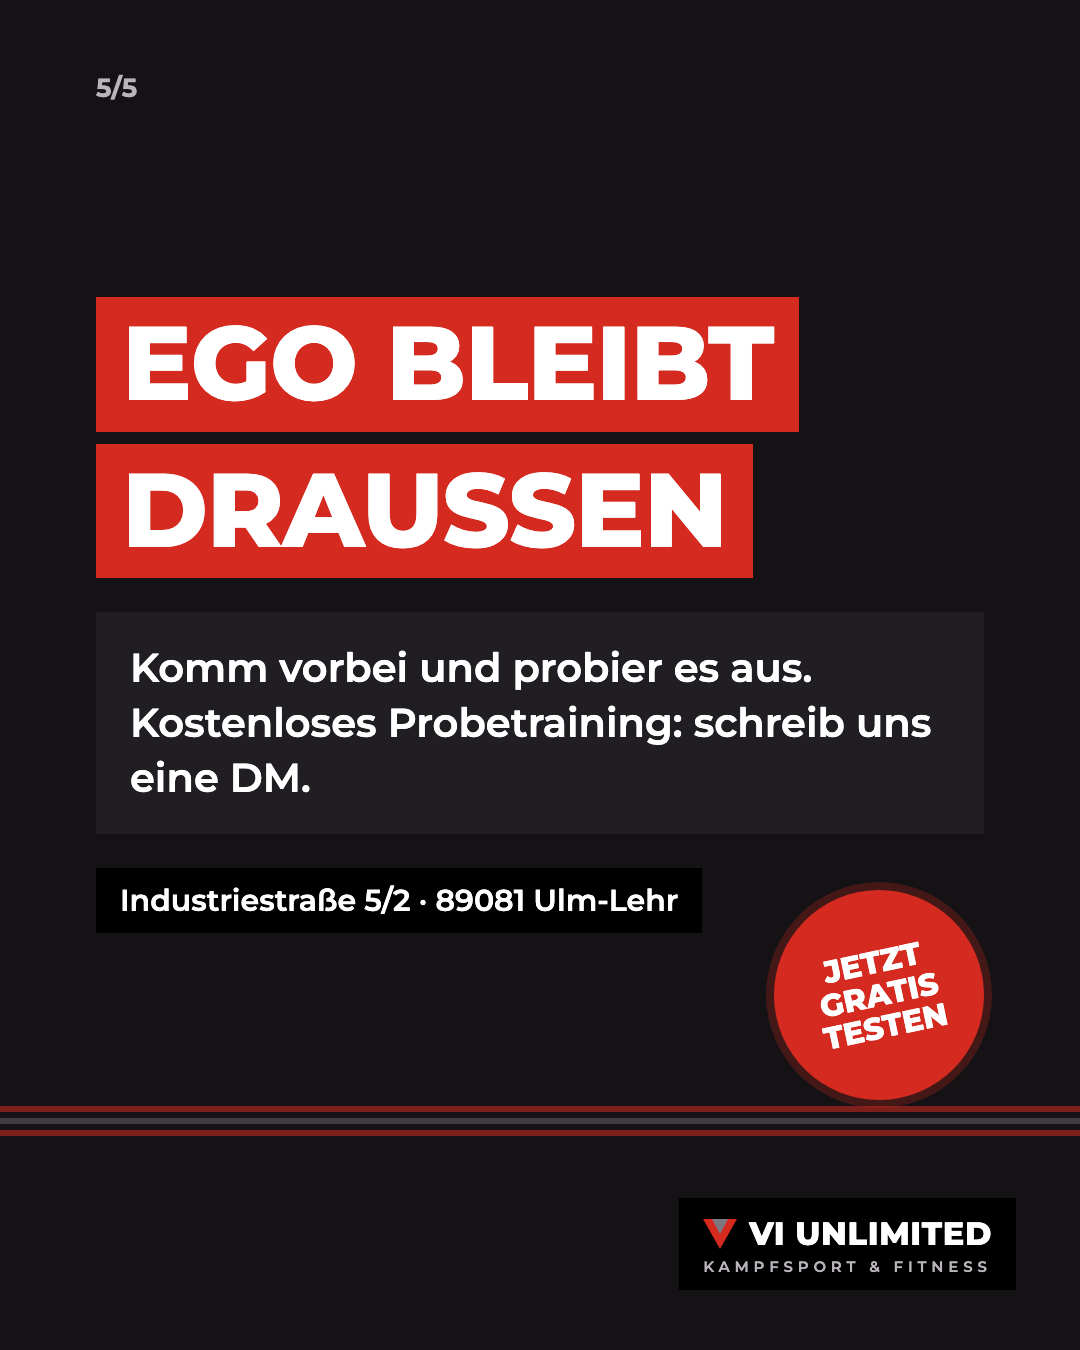 5/5
EGO BLEIBT
DRAUSSEN
Komm vorbei und probier es aus.
Kostenloses Probetraining: schreib uns
eine DM.
Industriestraße 5/2 · 89081 Ulm-Lehr
JETZT
GRATIS
TESTEN
VI UNLIMITED
KAMPFSPORT & FITNESS